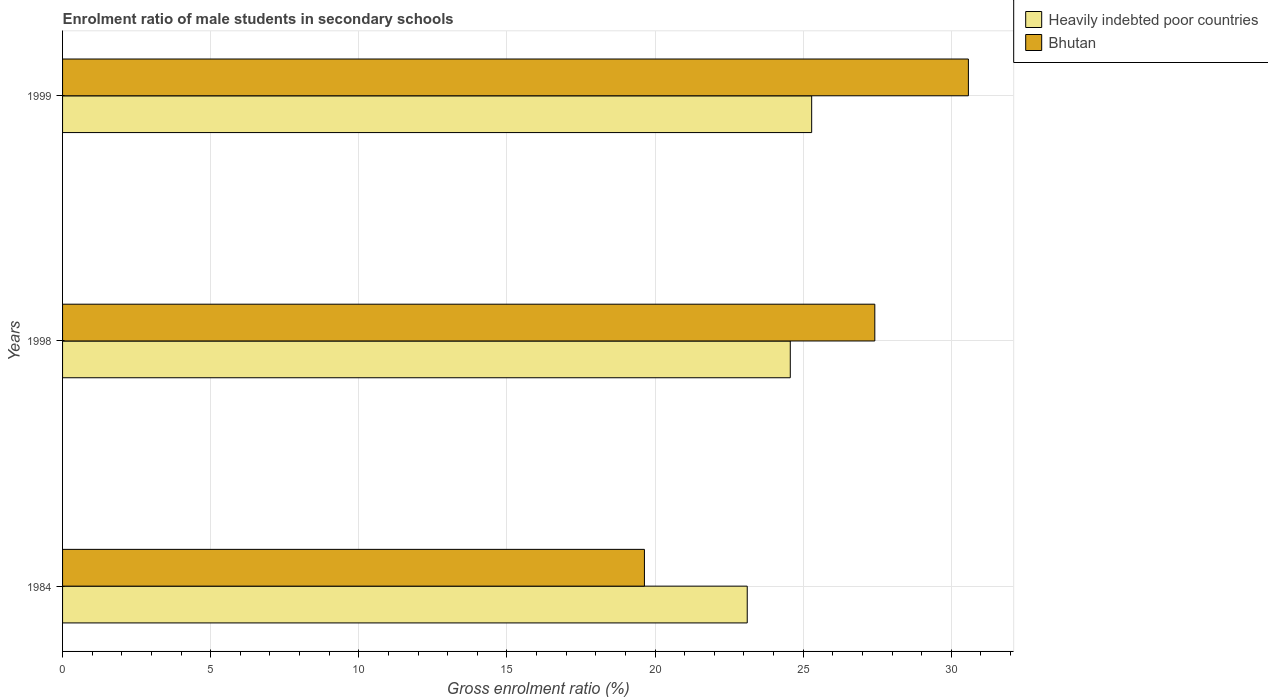 Enrolment ratio of male students in secondary schools
Heavily indebted poor countries
Bhutan
1999
1998
1984
Years
0 5 10 15 20 25 30
Gross enrolment ratio (%)